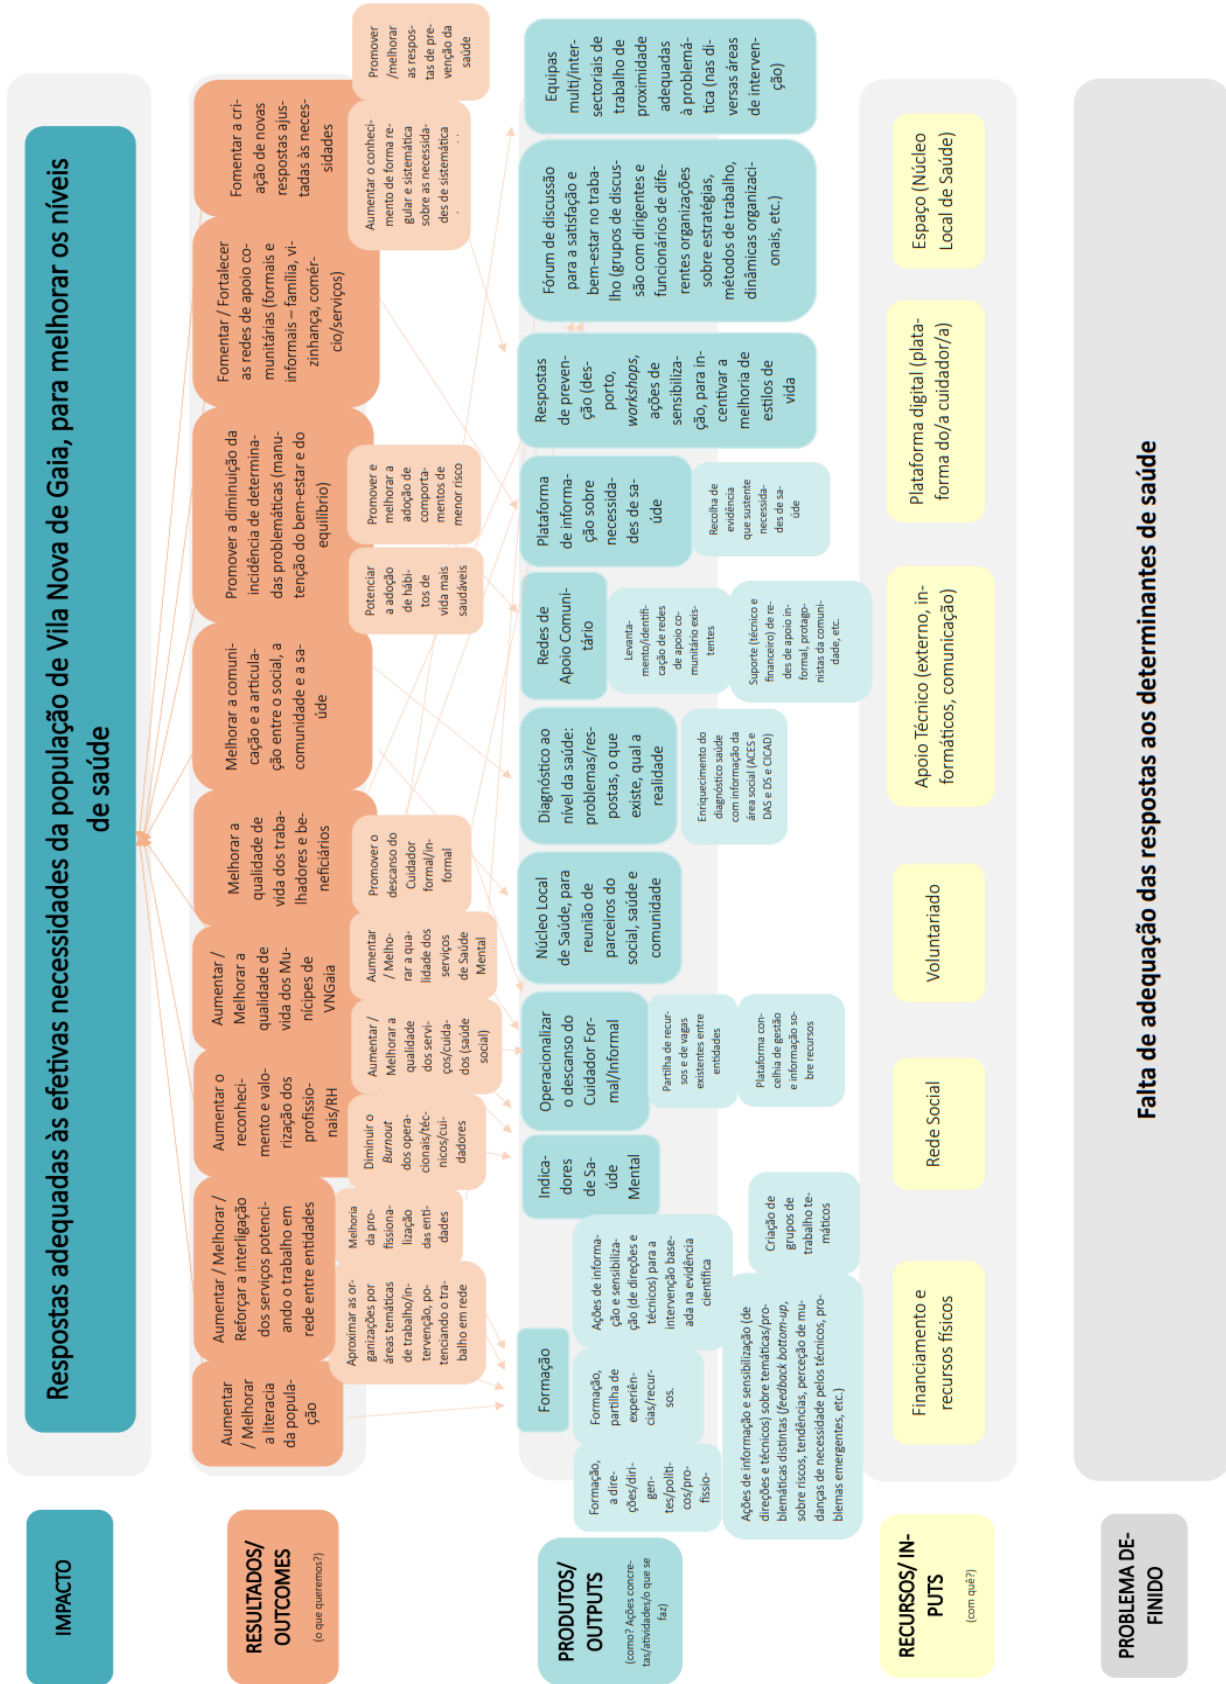 IMPACTO
Respostas adequadas às efetivas necessidades da população de Vila Nova de Gaia, para melhorar os níveis
de saúde
RESULTADOS/
OUTCOMES
(o que queremos?)
Aumentar
/ Melhorar
a literacia
da popula-
ção
Aumentar / Melhorar /
Reforçar a interligação
dos serviços potenci-
ando o trabalho em
rede entre entidades
Aumentar o
reconheci-
mento e valo-
rização dos
profissio-
nais/RH
Aumentar /
Melhorar a
qualidade de
vida dos Mu-
nícipes de
VNGaia
Melhorar a
qualidade de
vida dos traba-
lhadores e be-
neficiários
Melhorar a comuni-
cação e a articula-
ção entre o social, a
comunidade e a sa-
úde
Promover a diminuição da
incidência de determina-
das problemáticas (manu-
tenção do bem-estar e do
equilíbrio)
Fomentar / Fortalecer
as redes de apoio co-
munitárias (formais e
informais – família, vi-
zinhança, comér-
cio/serviços)
Fomentar a cri-
ação de novas
respostas ajus-
tadas às neces-
sidades
Aproximar as or-
ganizações por
áreas temáticas
de trabalho/in-
tervenção, po-
tenciando o tra-
balho em rede
Melhoria
da pro-
fissiona-
lização
das enti-
dades
Diminuir o
Burnout
dos opera-
cionais/téc-
nicos/cui-
dadores
Aumentar /
Melhorar a
qualidade
dos servi-
ços/cuida-
dos (saúde
social)
Aumentar
/ Melho-
rar a qua-
lidade dos
serviços
de Saúde
Mental
Promover o
descanso do
Cuidador
formal/in-
formal
Potenciar
a adoção
de hábi-
tos de
vida mais
saudáveis
Promover e
melhorar a
adoção de
comporta-
mentos de
menor risco
Aumentar o conheci-
mento de forma re-
gular e sistemática
sobre as necessida-
des de sistemática
Promover
/melhorar
as respos-
tas de pre-
venção da
saúde
PRODUTOS/
OUTPUTS
(como? Ações concre-
tas/atividades/o que se
faz)
Formação
Formação,
a dire-
ções/diri-
gen-
tes/políti-
cos/pro-
fissio-
Formação,
partilha de
experiên-
cias/recur-
sos.
Ações de informa-
ção e sensibiliza-
ção (de direções e
técnicos) para a
intervenção base-
ada na evidência
científica
Ações de informação e sensibilização (de
direções e técnicos) sobre temáticas/pro-
blemáticas distintas (feedback bottom-up,
sobre riscos, tendências, perceção de mu-
danças de necessidade pelos técnicos, pro-
blemas emergentes, etc.)
Criação de
grupos de
trabalho te-
máticos
Indica-
dores
de Sa-
úde
Mental
Operacionalizar
o descanso do
Cuidador For-
mal/Informal
Partilha de recur-
sos e de vagas
existentes entre
entidades
Plataforma con-
celhia de gestão
e informação so-
bre recursos
Núcleo Local
de Saúde, para
reunião de
parceiros do
social, saúde e
comunidade
Diagnóstico ao
nível da saúde:
problemas/res-
postas, o que
existe, qual a
realidade
Enriquecimento do
diagnóstico saúde
com informação da
área social (ACES e
DAS e DS e CICAD)
Redes de
Apoio Comuni-
tário
Levanta-
mento/identifi-
cação de redes
de apoio co-
munitário exis-
tentes
Suporte (técnico e
financeiro) de re-
des de apoio in-
formal, protago-
nistas da comuni-
dade, etc.
Plataforma
de informa-
ção sobre
necessida-
des de sa-
úde
Recolha de
evidência
que sustente
necessida-
des de sa-
úde
Respostas
de preven-
ção (des-
porto,
workshops,
ações de
sensibiliza-
ção, para in-
centivar a
melhoria de
estilos de
vida
Fórum de discussão
para a satisfação e
bem-estar no traba-
lho (grupos de discus-
são com dirigentes e
funcionários de dife-
rentes organizações
sobre estratégias,
métodos de trabalho,
dinâmicas organizaci-
onais, etc.)
Equipas
multi/inter-
sectoriais de
trabalho de
proximidade
adequadas
à problemá-
tica (nas di-
versas áreas
de interven-
ção)
RECURSOS/ IN-
PUTS
(com quê?)
Financiamento e
recursos físicos
Rede Social
Voluntariado
Apoio Técnico (externo, in-
formáticos, comunicação)
Plataforma digital (plata-
forma do/a cuidador/a)
Espaço (Núcleo
Local de Saúde)
PROBLEMA DE-
FINIDO
Falta de adequação das respostas aos determinantes de saúde